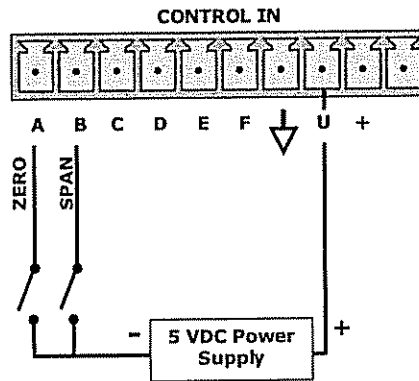 CONTROL IN
A B C D E F U +
ZERO
SPAN
- 5 VDC Power +
Supply